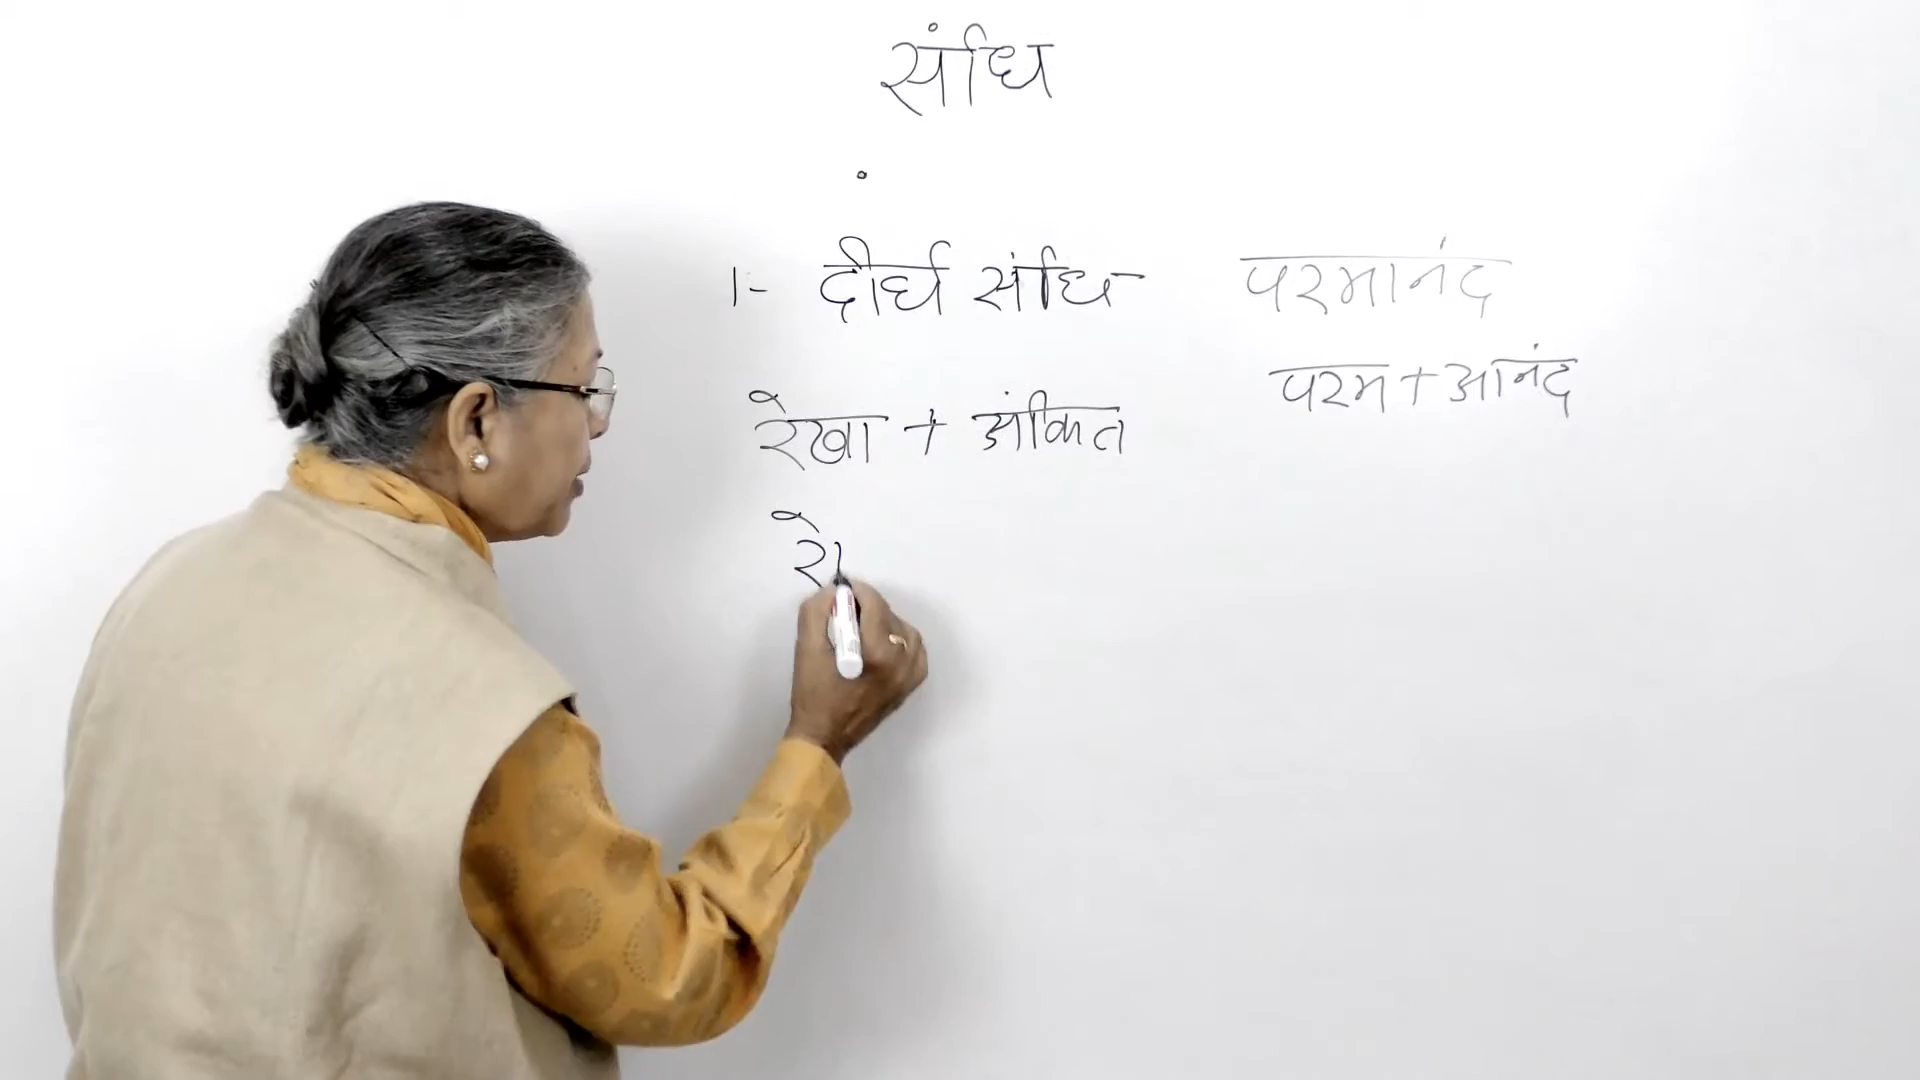 संधि
1- दीर्घ संधि- परमानंद
परम + आनंद
रेखा + अंकित
रे